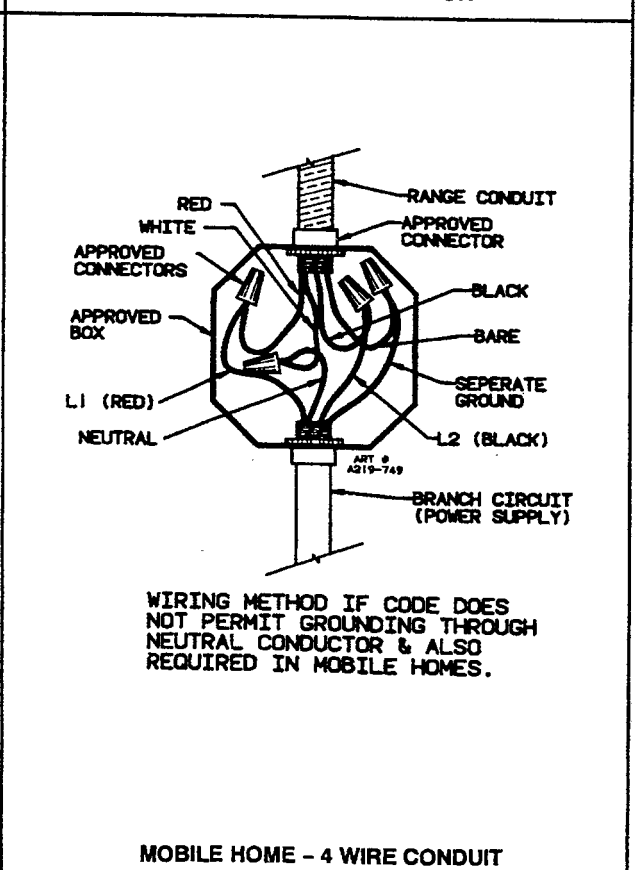 RANGE CONDUIT
RED
WHITE
APPROVED
CONNECTOR
APPROVED
CONNECTORS
BLACK
APPROVED
BOX
BARE
L1 (RED)
SEPERATE
GROUND
NEUTRAL
L2 (BLACK)
ART #
A219-749
BRANCH CIRCUIT
(POWER SUPPLY)
WIRING METHOD IF CODE DOES
NOT PERMIT GROUNDING THROUGH
NEUTRAL CONDUCTOR & ALSO
REQUIRED IN MOBILE HOMES.
MOBILE HOME – 4 WIRE CONDUIT